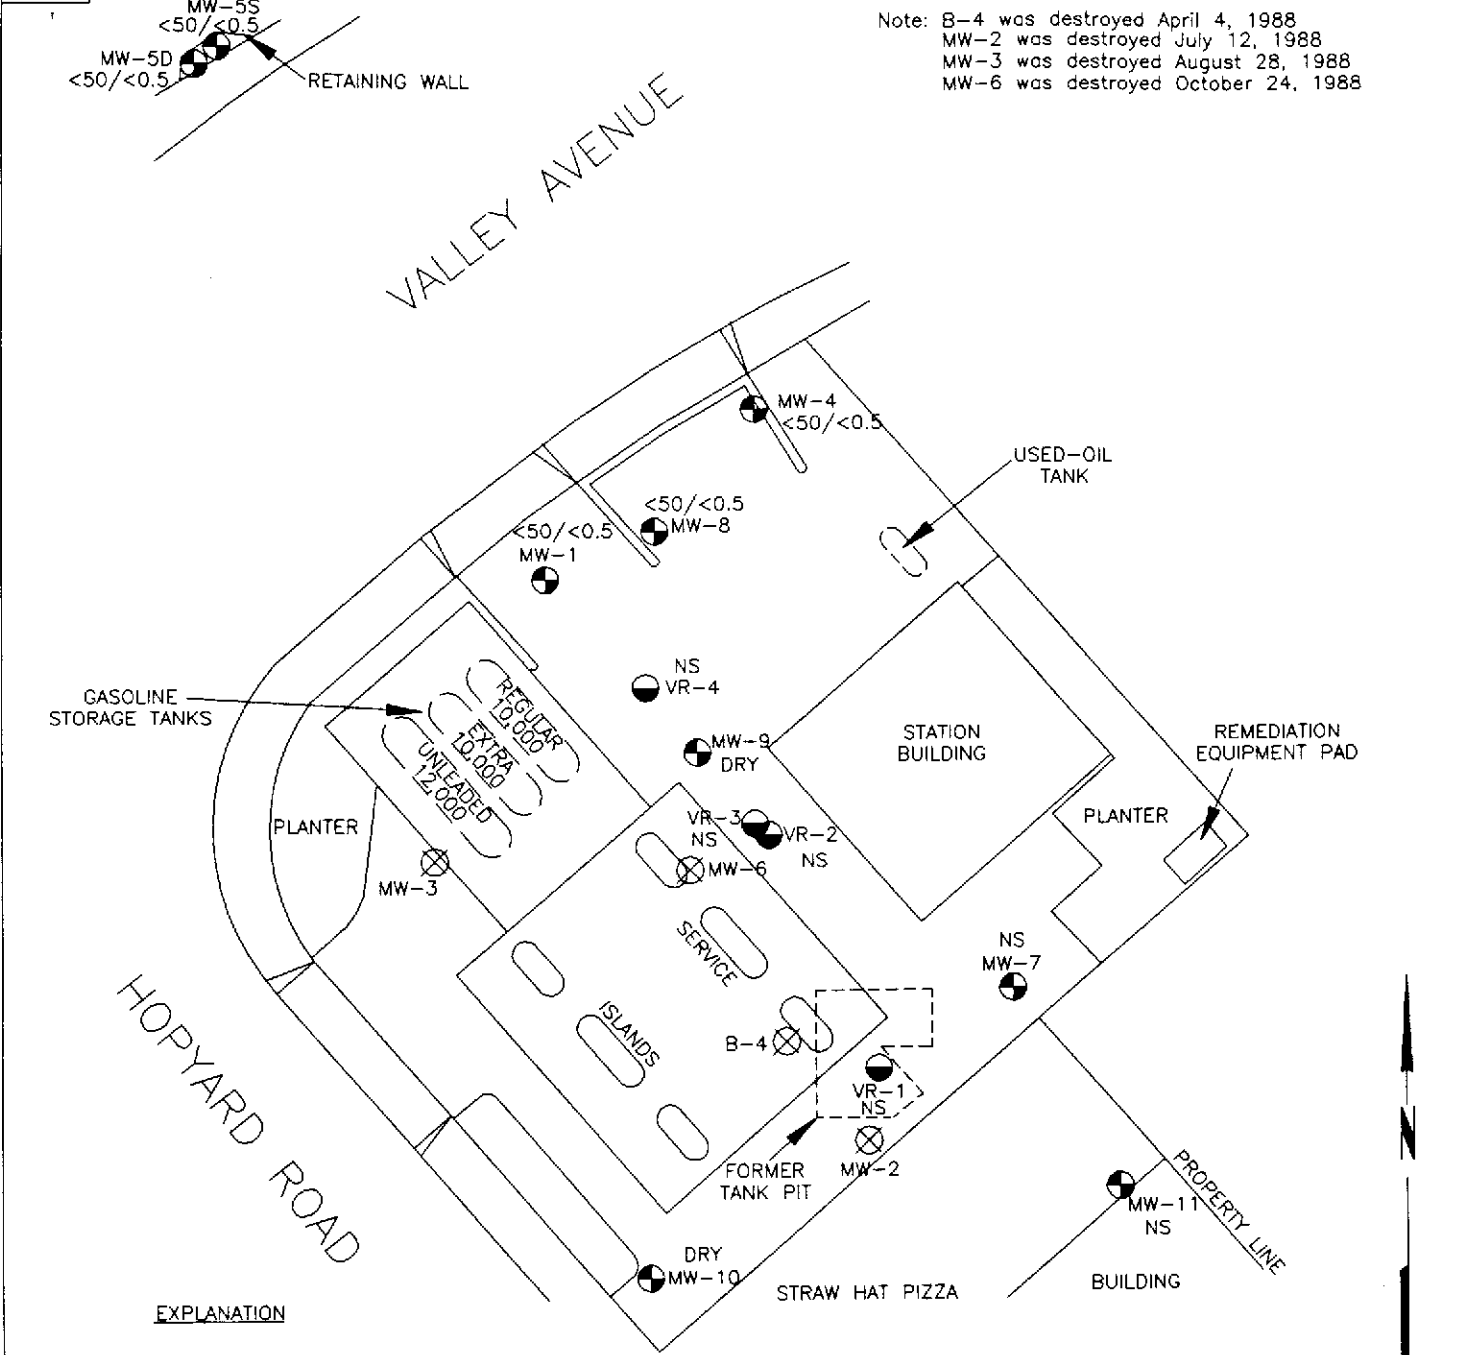 MW-5S
<50/<0.5
MW-5D
<50/<0.5
RETAINING WALL
Note: B-4 was destroyed April 4, 1988
MW-2 was destroyed July 12, 1988
MW-3 was destroyed August 28, 1988
MW-6 was destroyed October 24, 1988
VALLEY AVENUE
MW-4
<50/<0.5
USED-OIL
TANK
<50/<0.5
MW-8
<50/<0.5
MW-1
NS
VR-4
GASOLINE
STORAGE TANKS
REGULAR
10,000
EXTRA
10,000
UNLEADED
12,000
MW-9
DRY
STATION
BUILDING
REMEDIATION
EQUIPMENT PAD
PLANTER
PLANTER
VR-3
NS
VR-2
NS
MW-3
MW-6
SERVICE
ISLANDS
NS
MW-7
B-4
VR-1
NS
HOPYARD ROAD
FORMER
TANK PIT
MW-2
PROPERTY LINE
MW-11
NS
N
DRY
MW-10
STRAW HAT PIZZA
BUILDING
EXPLANATION